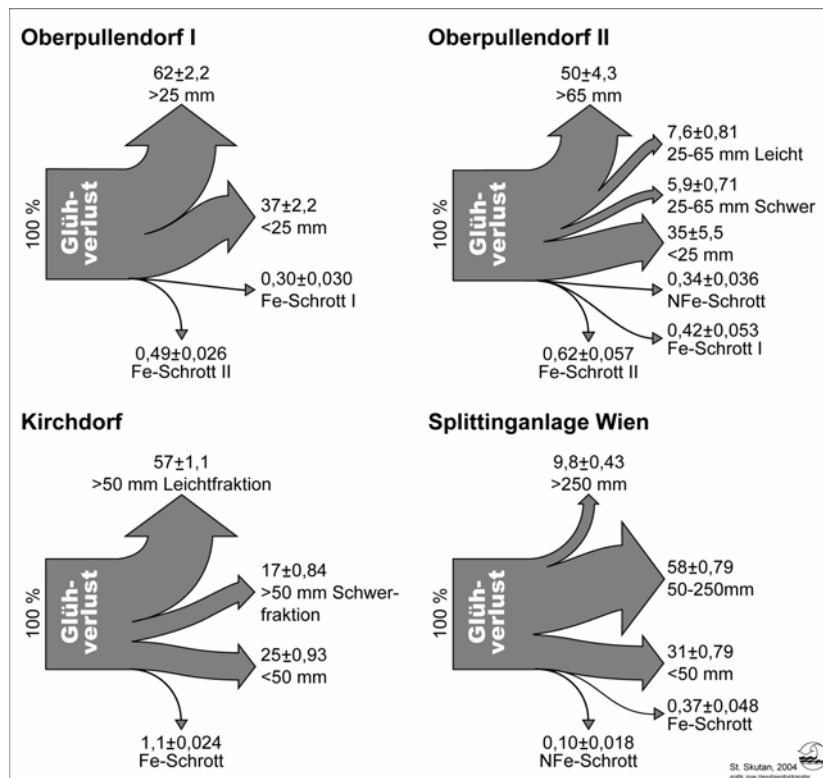 Oberpullendorf I
62±2,2
>25 mm
100 %
Glüh-
verlust
37±2,2
<25 mm
0,30±0,030
Fe-Schrott I
0,49±0,026
Fe-Schrott II
Oberpullendorf II
50±4,3
>65 mm
7,6±0,81
25-65 mm Leicht
100 %
Glüh-
verlust
5,9±0,71
25-65 mm Schwer
35±5,5
<25 mm
0,34±0,036
NFe-Schrott
0,42±0,053
Fe-Schrott I
0,62±0,057
Fe-Schrott II
Kirchdorf
57±1,1
>50 mm Leichtfraktion
100 %
Glüh-
verlust
17±0,84
>50 mm Schwer-
fraktion
25±0,93
<50 mm
1,1±0,024
Fe-Schrott
Splittinganlage Wien
9,8±0,43
>250 mm
100 %
Glüh-
verlust
58±0,79
50-250mm
31±0,79
<50 mm
0,37±0,048
Fe-Schrott
0,10±0,018
NFe-Schrott
St. Skutan, 2004